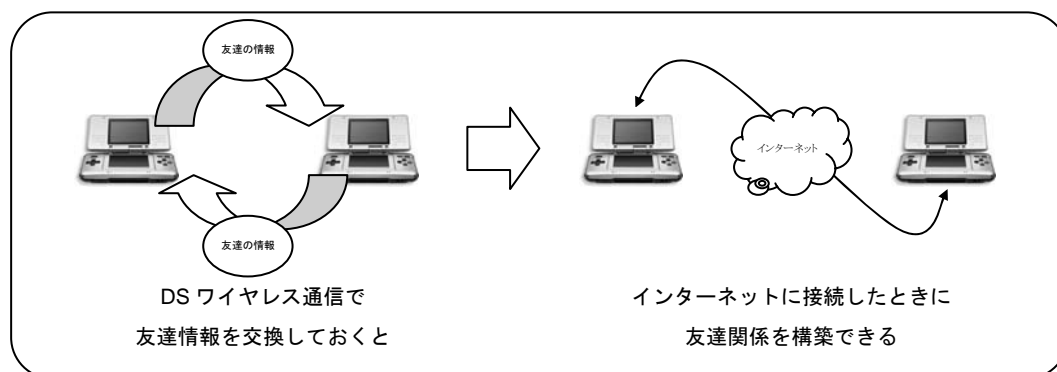 友達の情報
インターネット
友達の情報
DS ワイヤレス通信で
友達情報を交換しておくと
インターネットに接続したときに
友達関係を構築できる